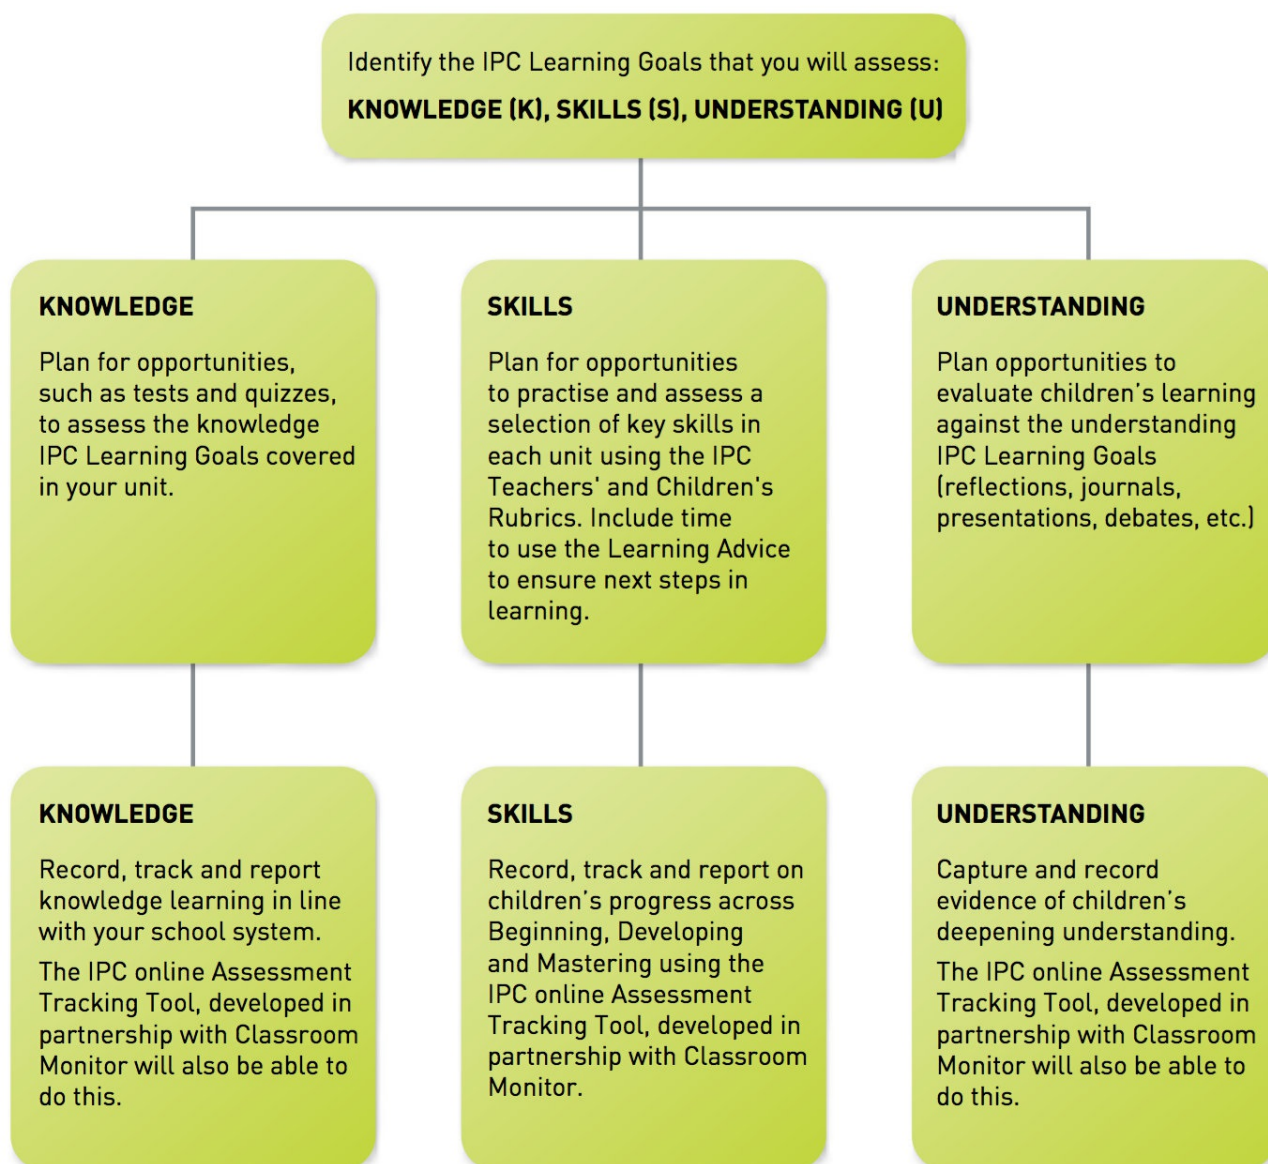 Identify the IPC Learning Goals that you will assess:
KNOWLEDGE (K), SKILLS (S), UNDERSTANDING (U)
KNOWLEDGE
Plan for opportunities,
such as tests and quizzes,
to assess the knowledge
IPC Learning Goals covered
in your unit.
SKILLS
Plan for opportunities
to practise and assess a
selection of key skills in
each unit using the IPC
Teachers' and Children's
Rubrics. Include time
to use the Learning Advice
to ensure next steps in
learning.
UNDERSTANDING
Plan opportunities to
evaluate children’s learning
against the understanding
IPC Learning Goals
(reflections, journals,
presentations, debates, etc.)
KNOWLEDGE
Record, track and report
knowledge learning in line
with your school system.
The IPC online Assessment
Tracking Tool, developed in
partnership with Classroom
Monitor will also be able to
do this.
SKILLS
Record, track and report on
children’s progress across
Beginning, Developing
and Mastering using the
IPC online Assessment
Tracking Tool, developed in
partnership with Classroom
Monitor.
UNDERSTANDING
Capture and record
evidence of children’s
deepening understanding.
The IPC online Assessment
Tracking Tool, developed in
partnership with Classroom
Monitor will also be able to
do this.